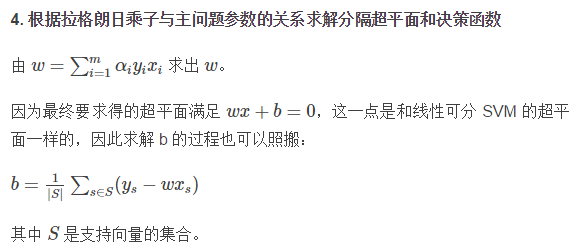 4. 根据拉格朗日乘子与主问题参数的关系求解分隔超平面和决策函数
由 $w = \sum_{i=1}^{m} \alpha_i y_i x_i$ 求出 $w$。
因为最终要求得的超平面满足 $wx + b = 0$，这一点是和线性可分 SVM 的超平
面一样的，因此求解 b 的过程也可以照搬：
$b = \frac{1}{|S|} \sum_{s \in S} (y_s - wx_s)$
其中 $S$ 是支持向量的集合。